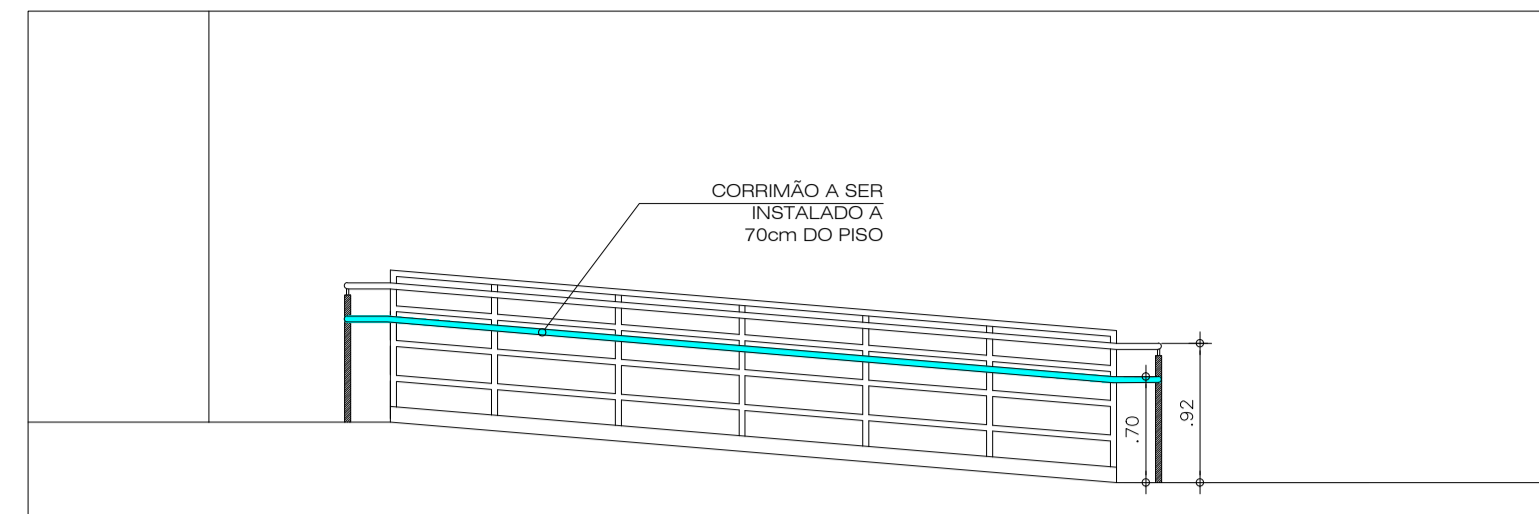 CORRIMÃO A SER
INSTALADO A
70cm DO PISO
.70
.92